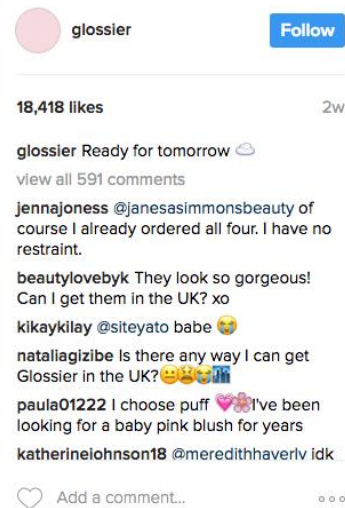 glossier
Follow
18,418 likes
2w
glossier Ready for tomorrow ☁️
view all 591 comments
jennajoness @janesasimmonsbeauty of
course I already ordered all four. I have no
restraint.
beautylovebyk They look so gorgeous!
Can I get them in the UK? xo
kikaykilay @siteyato babe 😭
nataliagizibe Is there any way I can get
Glossier in the UK?😐😫😭👖
paula01222 I choose puff 💗🌸I've been
looking for a baby pink blush for years
katherinejohnson18 @meredithhaverly idk
Add a comment...